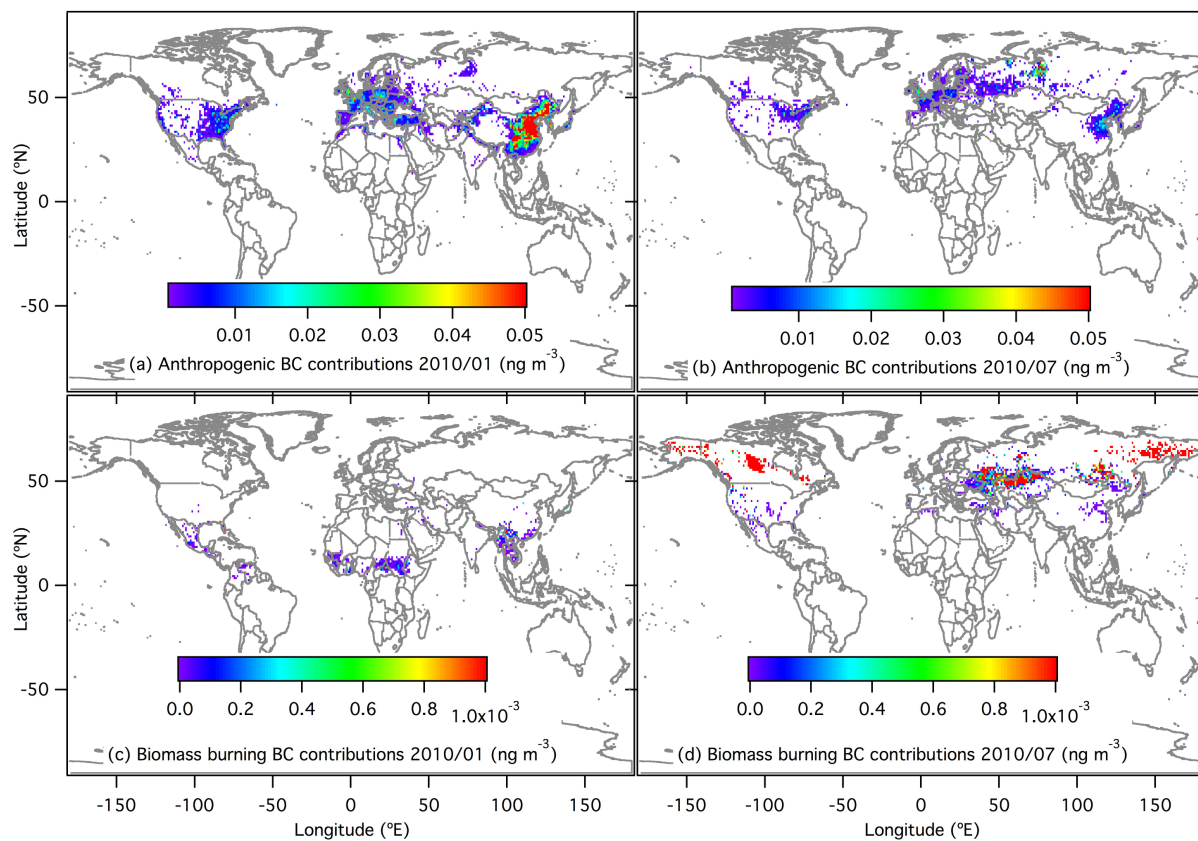 50
0
-50
Latitude (ºN)
0.01 0.02 0.03 0.04 0.05
(a) Anthropogenic BC contributions 2010/01 (ng m-3)
0.01 0.02 0.03 0.04 0.05
(b) Anthropogenic BC contributions 2010/07 (ng m-3)
50
0
-50
Latitude (ºN)
0.0 0.2 0.4 0.6 0.8 1.0x10-3
(c) Biomass burning BC contributions 2010/01 (ng m-3)
0.0 0.2 0.4 0.6 0.8 1.0x10-3
(d) Biomass burning BC contributions 2010/07 (ng m-3)
-150 -100 -50 0 50 100 150
Longitude (ºE)
-150 -100 -50 0 50 100 150
Longitude (ºE)